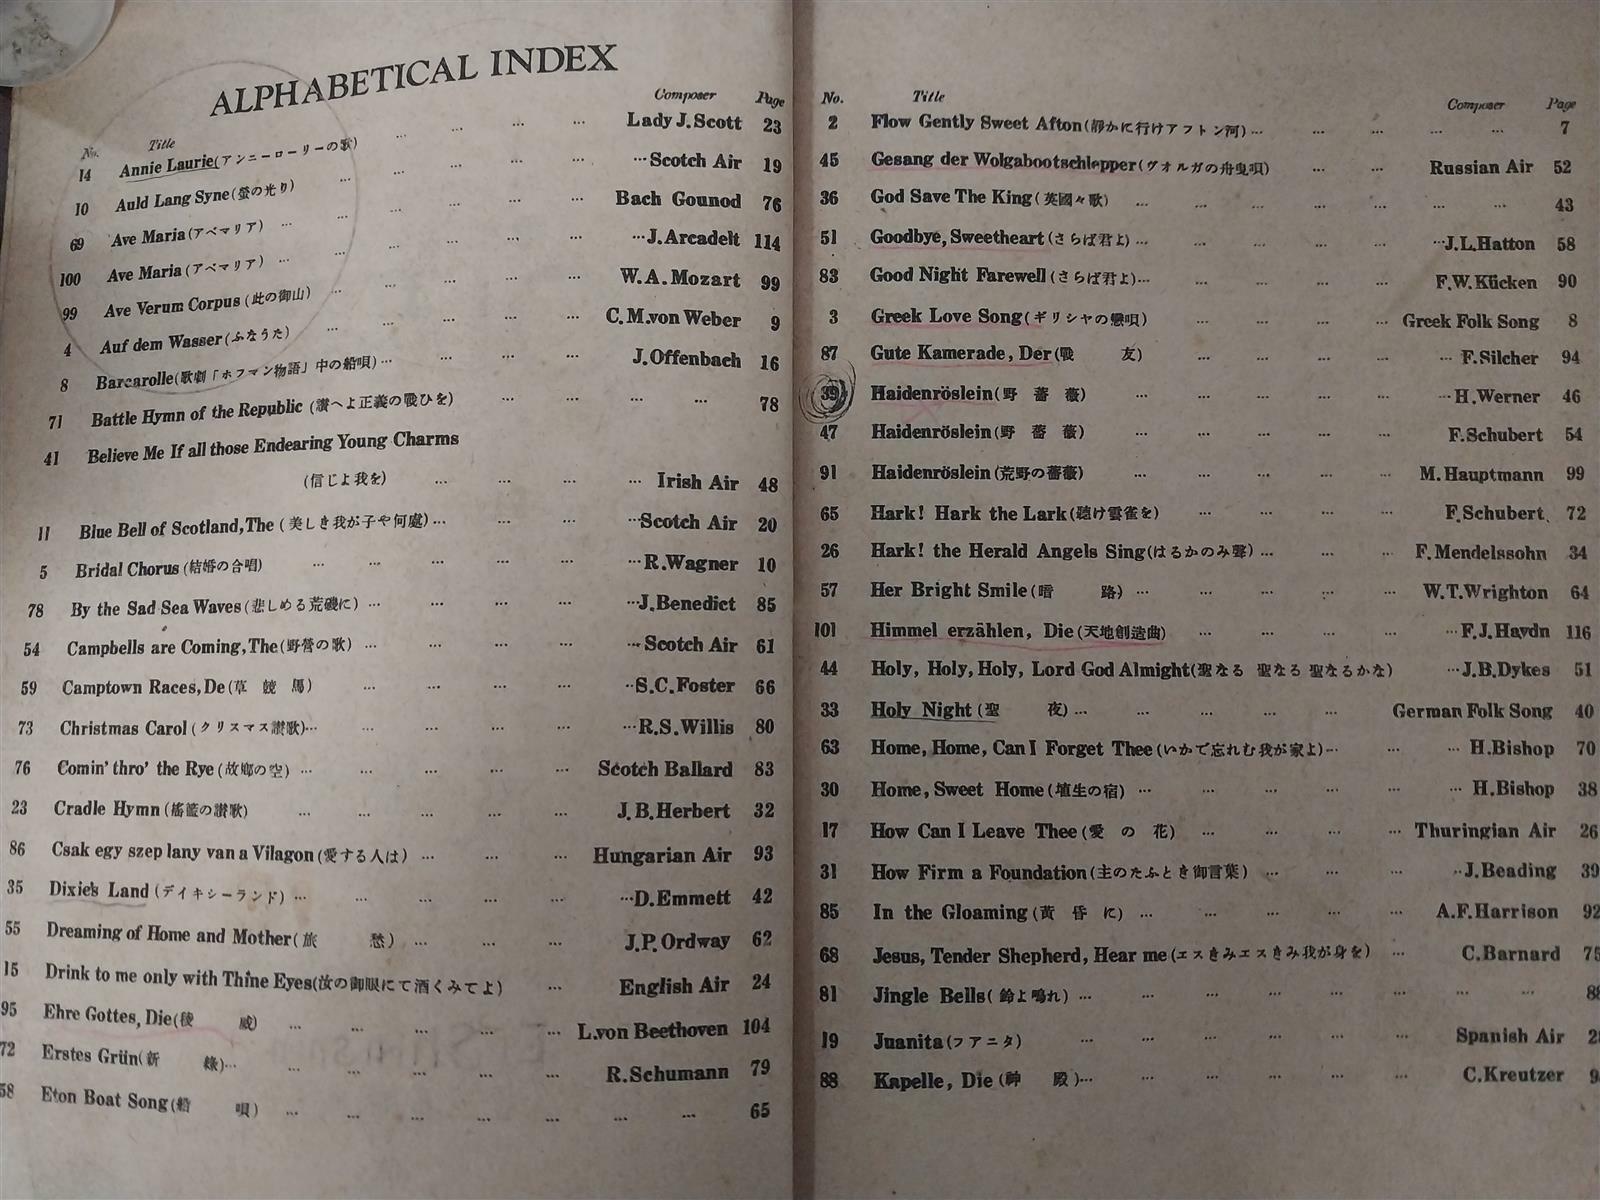 ALPHABETICAL INDEX
No. Title Composer Page
14 Annie Laurie(アンニーローリーの歌) ... ... ... ... Lady J. Scott 23
10 Auld Lang Syne(螢の光り) ... ... ... ... ...Scotch Air 19
69 Ave Maria(アベマリア) ... ... ... ... ... Bach Gounod 76
100 Ave Maria(アベマリア) ... ... ... ... ... ...J. Arcadelt 114
99 Ave Verum Corpus(此の御山) ... ... ... ... ... W. A. Mozart 99
4 Auf dem Wasser(ふなうた) ... ... ... ... ... C. M. von Weber 9
8 Barcarolle(歌劇「ホフマン物語」中の船唄)... ... ... ... J. Offenbach 16
71 Battle Hymn of the Republic (讃へよ正義の戰ひを) ... ... ... ... 78
41 Believe Me If all those Endearing Young Charms
(信じよ我を) ... ... ... ... Irish Air 48
11 Blue Bell of Scotland, The (美しき我が子や何處)... ... ... ...Scotch Air 20
5 Bridal Chorus (結婚の合唱) ... ... ... ... ... ...R. Wagner 10
78 By the Sad Sea Waves (悲しめる荒磯に) ... ... ... ... ...J. Benedict 85
54 Campbells are Coming, The(野營の歌) ... ... ... ... ...Scotch Air 61
59 Camptown Races, De(草 競 馬) ... ... ... ... ..S. C. Foster 66
73 Christmas Carol (クリスマス讃歌)... ... ... ... ...R. S. Willis 80
76 Comin' thro' the Rye (故鄕の空) ... ... ... ... ... Scotch Ballard 83
23 Cradle Hymn (搖籃の讃歌) ... ... ... ... ... J. B. Herbert 32
86 Csak egy szep lany van a Vilagon(愛する人は) ... ... ... Hungarian Air 93
35 Dixie's Land (デイキシーランド) ... ... ... ... ...D. Emmett 42
55 Dreaming of Home and Mother(旅 愁) ... ... ... J. P. Ordway 62
15 Drink to me only with Thine Eyes(汝の御眼にて酒くみてよ) ... English Air 24
95 Ehre Gottes, Die(稜 威) ... ... ... ... ... L. von Beethoven 104
72 Erstes Grün(新 綠)... ... ... ... ... ... R. Schumann 79
58 Eton Boat Song(船 唄) ... ... ... ... ... ... ... 65
No. Title Composer Page
2 Flow Gently Sweet Afton(靜かに行けアフトン河)... ... ... ... ... 7
45 Gesang der Wolgabootschlepper(ヴオルガの舟曳唄) ... ... Russian Air 52
36 God Save The King(英國々歌) ... ... ... ... ... ... 43
51 Goodbye, Sweetheart(さらば君よ)... ... ... ... ... ...J. L. Hatton 58
83 Good Night Farewell(さらば君よ)... ... ... ... ... F. W. Kücken 90
3 Greek Love Song(ギリシヤの戀唄) ... ... ... ... Greek Folk Song 8
87 Gute Kamerade, Der(戰 友) ... ... ... ... ... F. Silcher 94
39 Haidenröslein(野 薔 薇) ... ... ... ... ...H. Werner 46
47 Haidenröslein(野 薔 薇) ... ... ... ... F. Schubert 54
91 Haidenröslein(荒野の薔薇) ... ... ... ... ... M. Hauptmann 99
65 Hark! Hark the Lark(聽け雲雀を) ... ... ... ... F. Schubert 72
26 Hark! the Herald Angels Sing(はるかのみ聲)... ... ... F. Mendelssohn 34
57 Her Bright Smile(暗 路)... ... ... ... ... W. T. Wrighton 64
101 Himmel erzählen, Die(天地創造曲) ... ... ... ... ...F. J. Haydn 116
44 Holy, Holy, Holy, Lord God Almight(聖なる 聖なる 聖なるかな) ...J. B. Dykes 51
33 Holy Night(聖 夜)... ... ... ... ... German Folk Song 40
63 Home, Home, Can I Forget Thee(いかで忘れむ我が家よ)... ... ... H. Bishop 70
30 Home, Sweet Home(埴生の宿) ... ... ... ... ... ... H. Bishop 38
17 How Can I Leave Thee(愛 の 花) ... ... ... ... Thuringian Air 26
31 How Firm a Foundation(主のたふとき御言葉) ... ... ... ..J. Beading 39
85 In the Gloaming(黃 昏 に) ... ... ... ... ... A. F. Harrison 92
68 Jesus, Tender Shepherd, Hear me(エスきみエスきみ我が身を) ... C. Barnard 75
81 Jingle Bells(鈴よ鳴れ)... ... ... ... ... ... ... ...
19 Juanita(フアニタ) ... ... ... ... ... ... Spanish Air
88 Kapelle, Die(神 殿)... ... ... ... ... ... C. Kreutzer